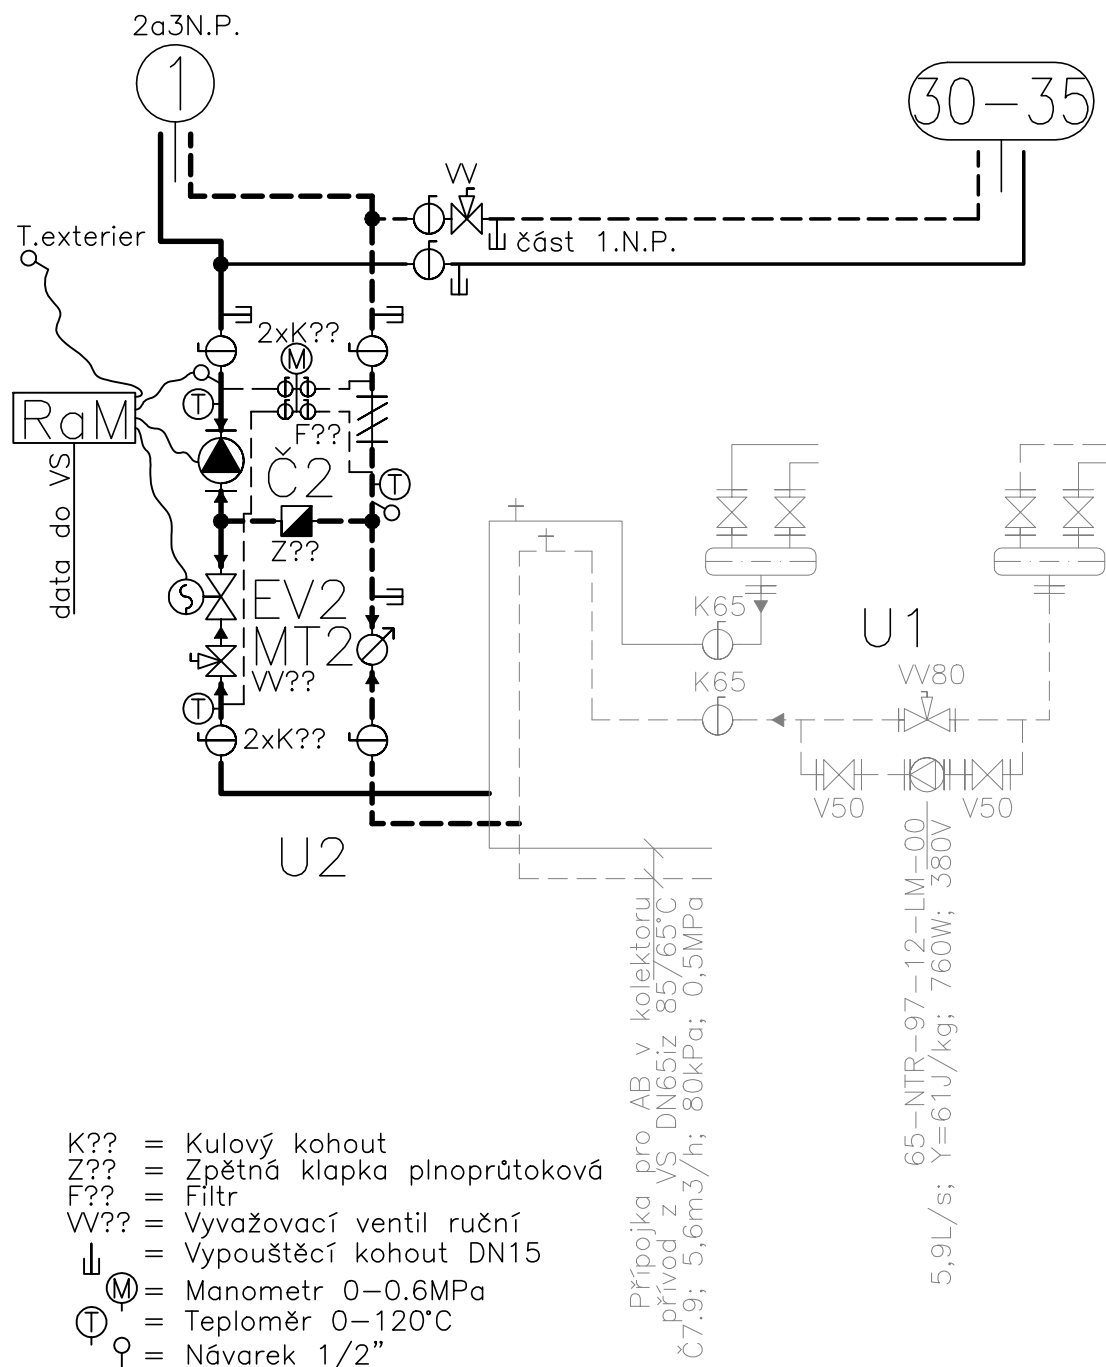 2a3N.P.
1
30-35
VV
T.exterier
část 1.N.P.
2xK??
M
T
RaM
F??
Č2
T
data do VS
Z??
EV2
K65
U1
MT2
VV??
K65
VV80
T
2xK??
V50
V50
U2
Přípojka pro AB v kolektoru
přívod z VS DN65iz 85/65°C
Č7.9; 5,6m3/h; 80kPa; 0,5MPa
65-NTR-97-12-LM-00
5,9L/s; Y=61J/kg; 760W; 380V
K?? = Kulový kohout
Z?? = Zpětná klapka plnoprůtoková
F?? = Filtr
VV?? = Vyvažovací ventil ruční
= Vypouštěcí kohout DN15
M = Manometr 0-0.6MPa
T = Teploměr 0-120°C
= Návarek 1/2"